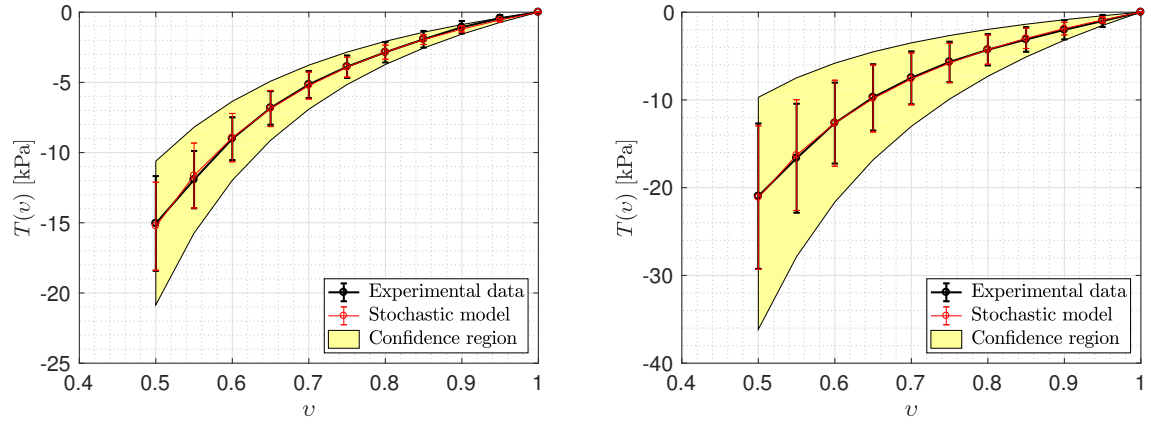 0
-5
-10
-15
-20
-25
0.4
0.5
0.6
0.7
0.8
0.9
1
T(υ) [kPa]
υ
Experimental data
Stochastic model
Confidence region
0
-10
-20
-30
-40
0.4
0.5
0.6
0.7
0.8
0.9
1
T(υ) [kPa]
υ
Experimental data
Stochastic model
Confidence region